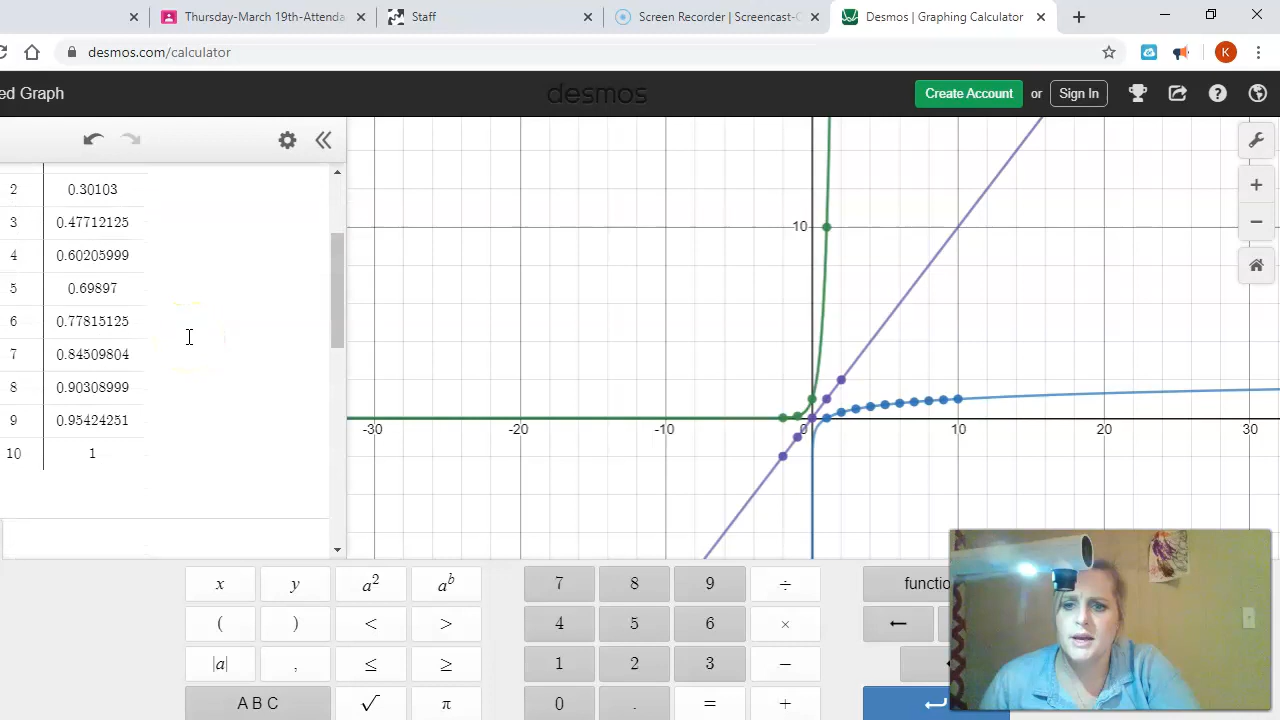 Thursday-March 19th-Attenda
Staff
Screen Recorder | Screencast-O
Desmos | Graphing Calculator
desmos.com/calculator
K
ed Graph
desmos
Create Account or Sign In
2 0.30103
3 0.47712125
4 0.60205999
5 0.69897
6 0.77815125
7 0.84509804
8 0.90308999
9 0.95424251
10 1
10
-30 -20 -10 0 10 20 30
x y a² aᵇ 7 8 9 ÷ functio
( ) < > 4 5 6 × ←
|a| , ≤ ≥ 1 2 3 −
A B C √ π 0 . = +